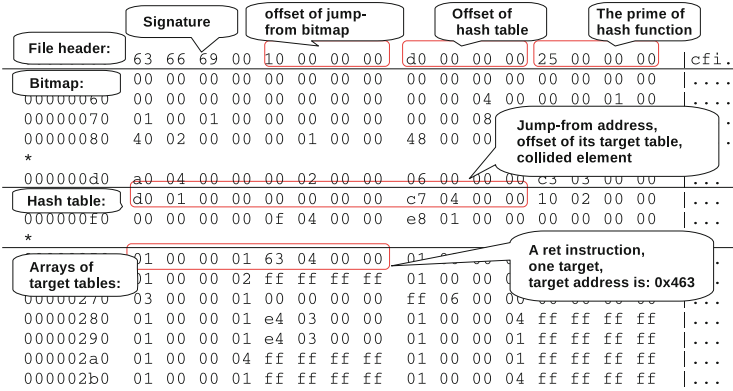 Signature
offset of jump-
from bitmap
Offset of
hash table
The prime of
hash function
File header:
63 66 69 00 10 00 00 00 d0 00 00 00 25 00 00 00 |cfi.
Bitmap:
00 00 00 00 00 00 00 00 00 00 00 00 00 00 00 00 |....
00000060 00 00 00 00 00 00 00 00 00 00 04 00 00 00 01 00 |....
00000070 01 00 01 00 00 00 00 00 00 00 08
00000080 40 02 00 00 00 01 00 00 48 00
Jump-from address,
offset of its target table,
collided element
*
000000d0 a0 04 00 00 00 02 00 00 06 00 00 00 c3 03 00 00 |...
Hash table:
d0 01 00 00 00 00 00 00 c7 04 00 00 10 02 00 00 |...
000000f0 00 00 00 00 0f 04 00 00 e8 01 00 00 00 00 00 00 |...
*
Arrays of
target tables:
01 00 00 01 63 04 00 00 01
A ret instruction,
one target,
target address is: 0x463
01 00 00 02 ff ff ff ff 01 00 00
00000270 03 00 00 01 00 00 00 00 ff 06 00 00 00 00 00 00 |...
00000280 01 00 00 01 e4 03 00 00 01 00 00 04 ff ff ff ff |...
00000290 01 00 00 01 e4 03 00 00 01 00 00 01 ff ff ff ff |...
000002a0 01 00 00 04 ff ff ff ff 01 00 00 01 ff ff ff ff |...
000002b0 01 00 00 01 ff ff ff ff 01 00 00 04 ff ff ff ff |...